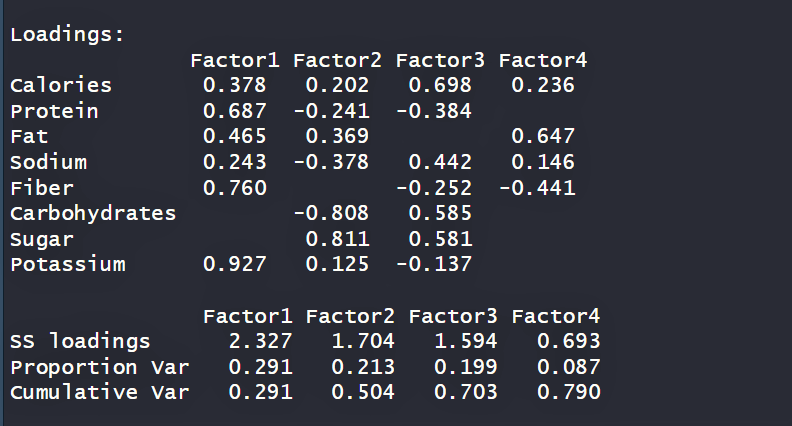 Loadings:
              Factor1 Factor2 Factor3 Factor4
Calories       0.378   0.202   0.698   0.236
Protein        0.687  -0.241  -0.384
Fat            0.465   0.369           0.647
Sodium         0.243  -0.378   0.442   0.146
Fiber          0.760          -0.252  -0.441
Carbohydrates         -0.808   0.585
Sugar                  0.811   0.581
Potassium      0.927   0.125  -0.137

               Factor1 Factor2 Factor3 Factor4
SS loadings      2.327   1.704   1.594   0.693
Proportion Var   0.291   0.213   0.199   0.087
Cumulative Var   0.291   0.504   0.703   0.790